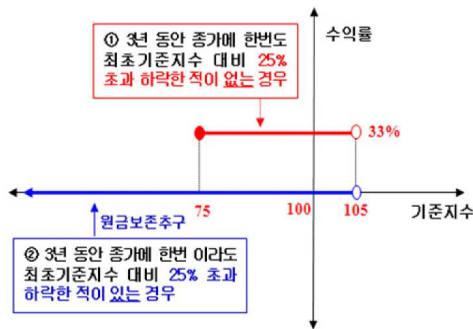 수익률
① 3년 동안 종가에 한번도
최초기준지수 대비 25%
초과 하락한 적이 없는 경우
33%
75
100
105
기준지수
원금보존추구
② 3년 동안 종가에 한번 이라도
최초기준지수 대비 25% 초과
하락한 적이 있는 경우